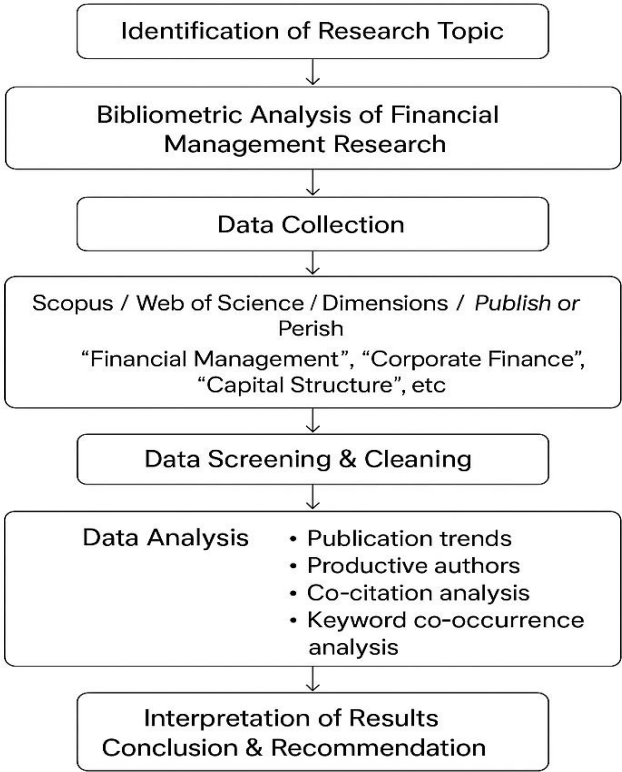 Identification of Research Topic
Bibliometric Analysis of Financial
Management Research
Data Collection
Scopus / Web of Science / Dimensions / Publish or
Perish
“Financial Management”, “Corporate Finance”,
“Capital Structure”, etc
Data Screening & Cleaning
Data Analysis
• Publication trends
• Productive authors
• Co-citation analysis
• Keyword co-occurrence
analysis
Interpretation of Results
Conclusion & Recommendation